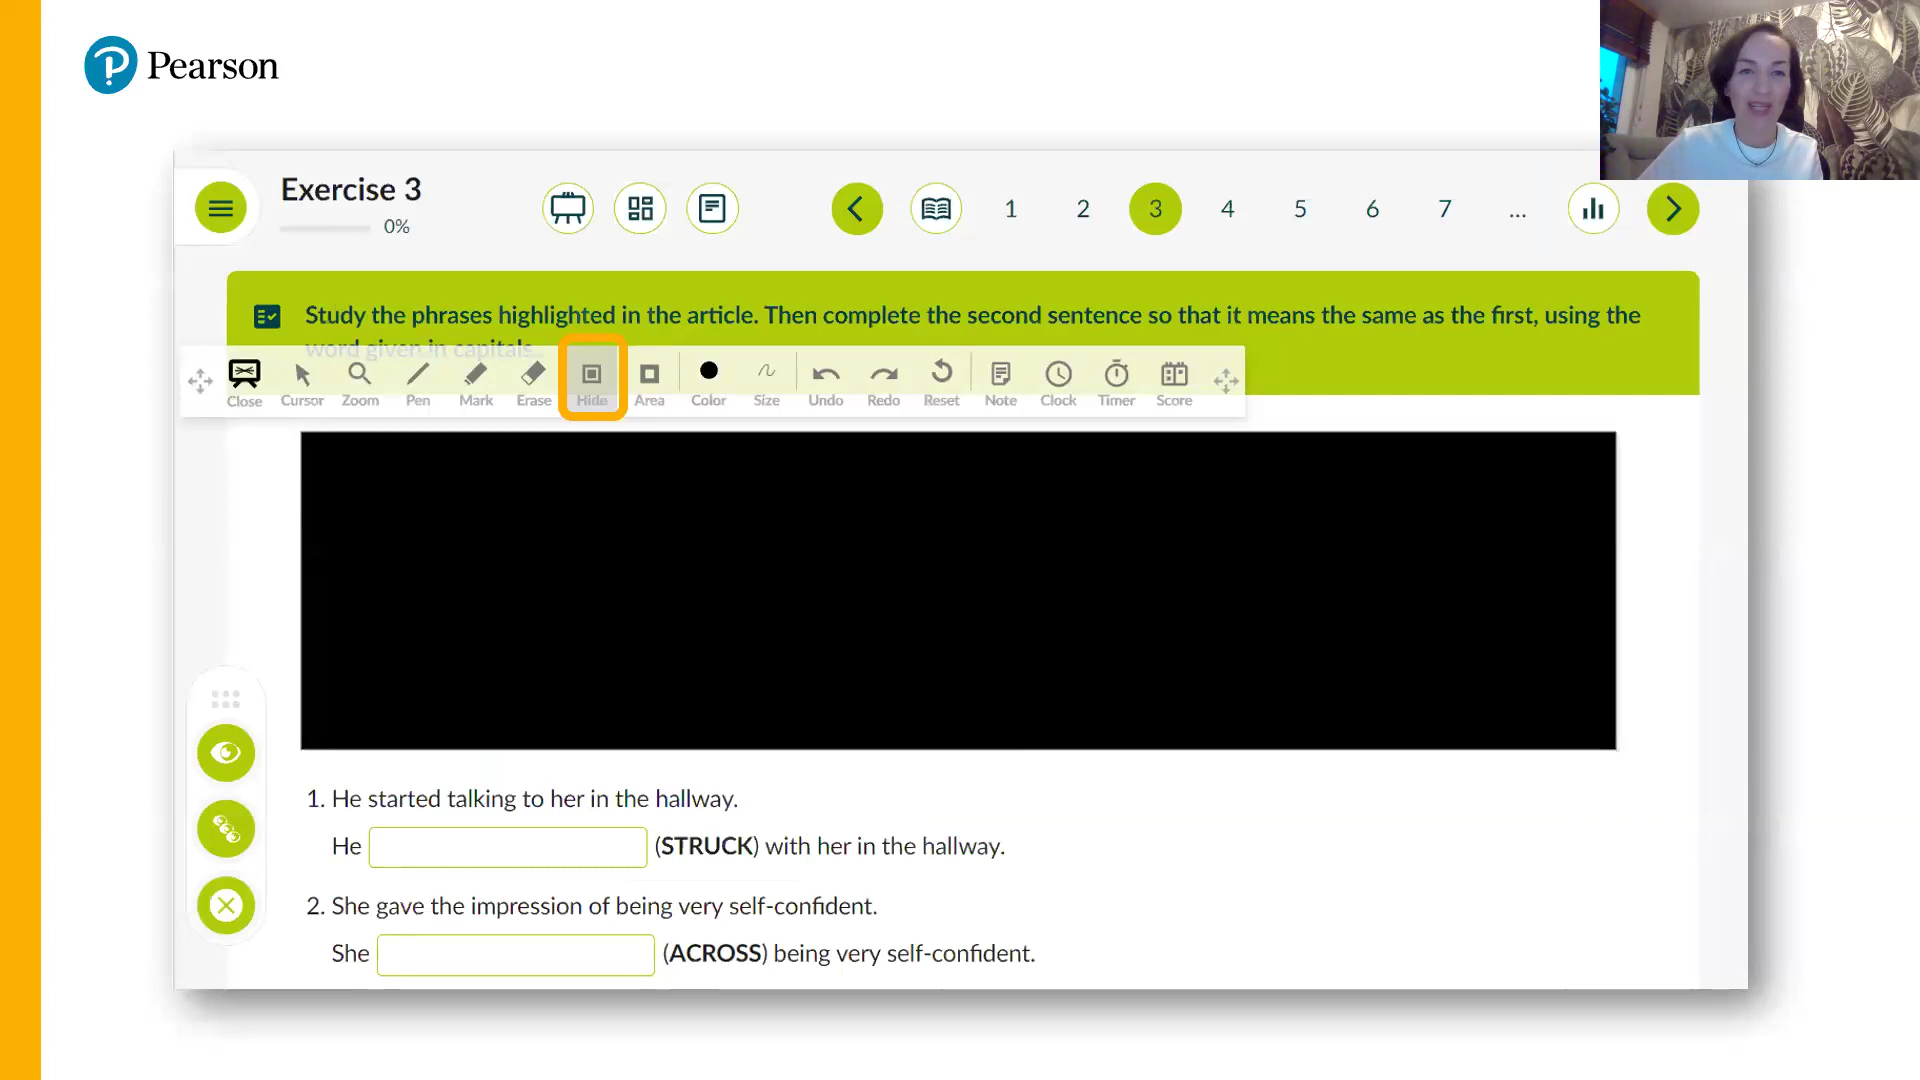 Pearson
Exercise 3
0%
1 2 3 4 5 6 7 ...
Study the phrases highlighted in the article. Then complete the second sentence so that it means the same as the first, using the
word given in capitals.
Close Cursor Zoom Pen Mark Erase Hide Area Color Size Undo Redo Reset Note Clock Timer Score
1. He started talking to her in the hallway.
He (STRUCK) with her in the hallway.
2. She gave the impression of being very self-confident.
She (ACROSS) being very self-confident.